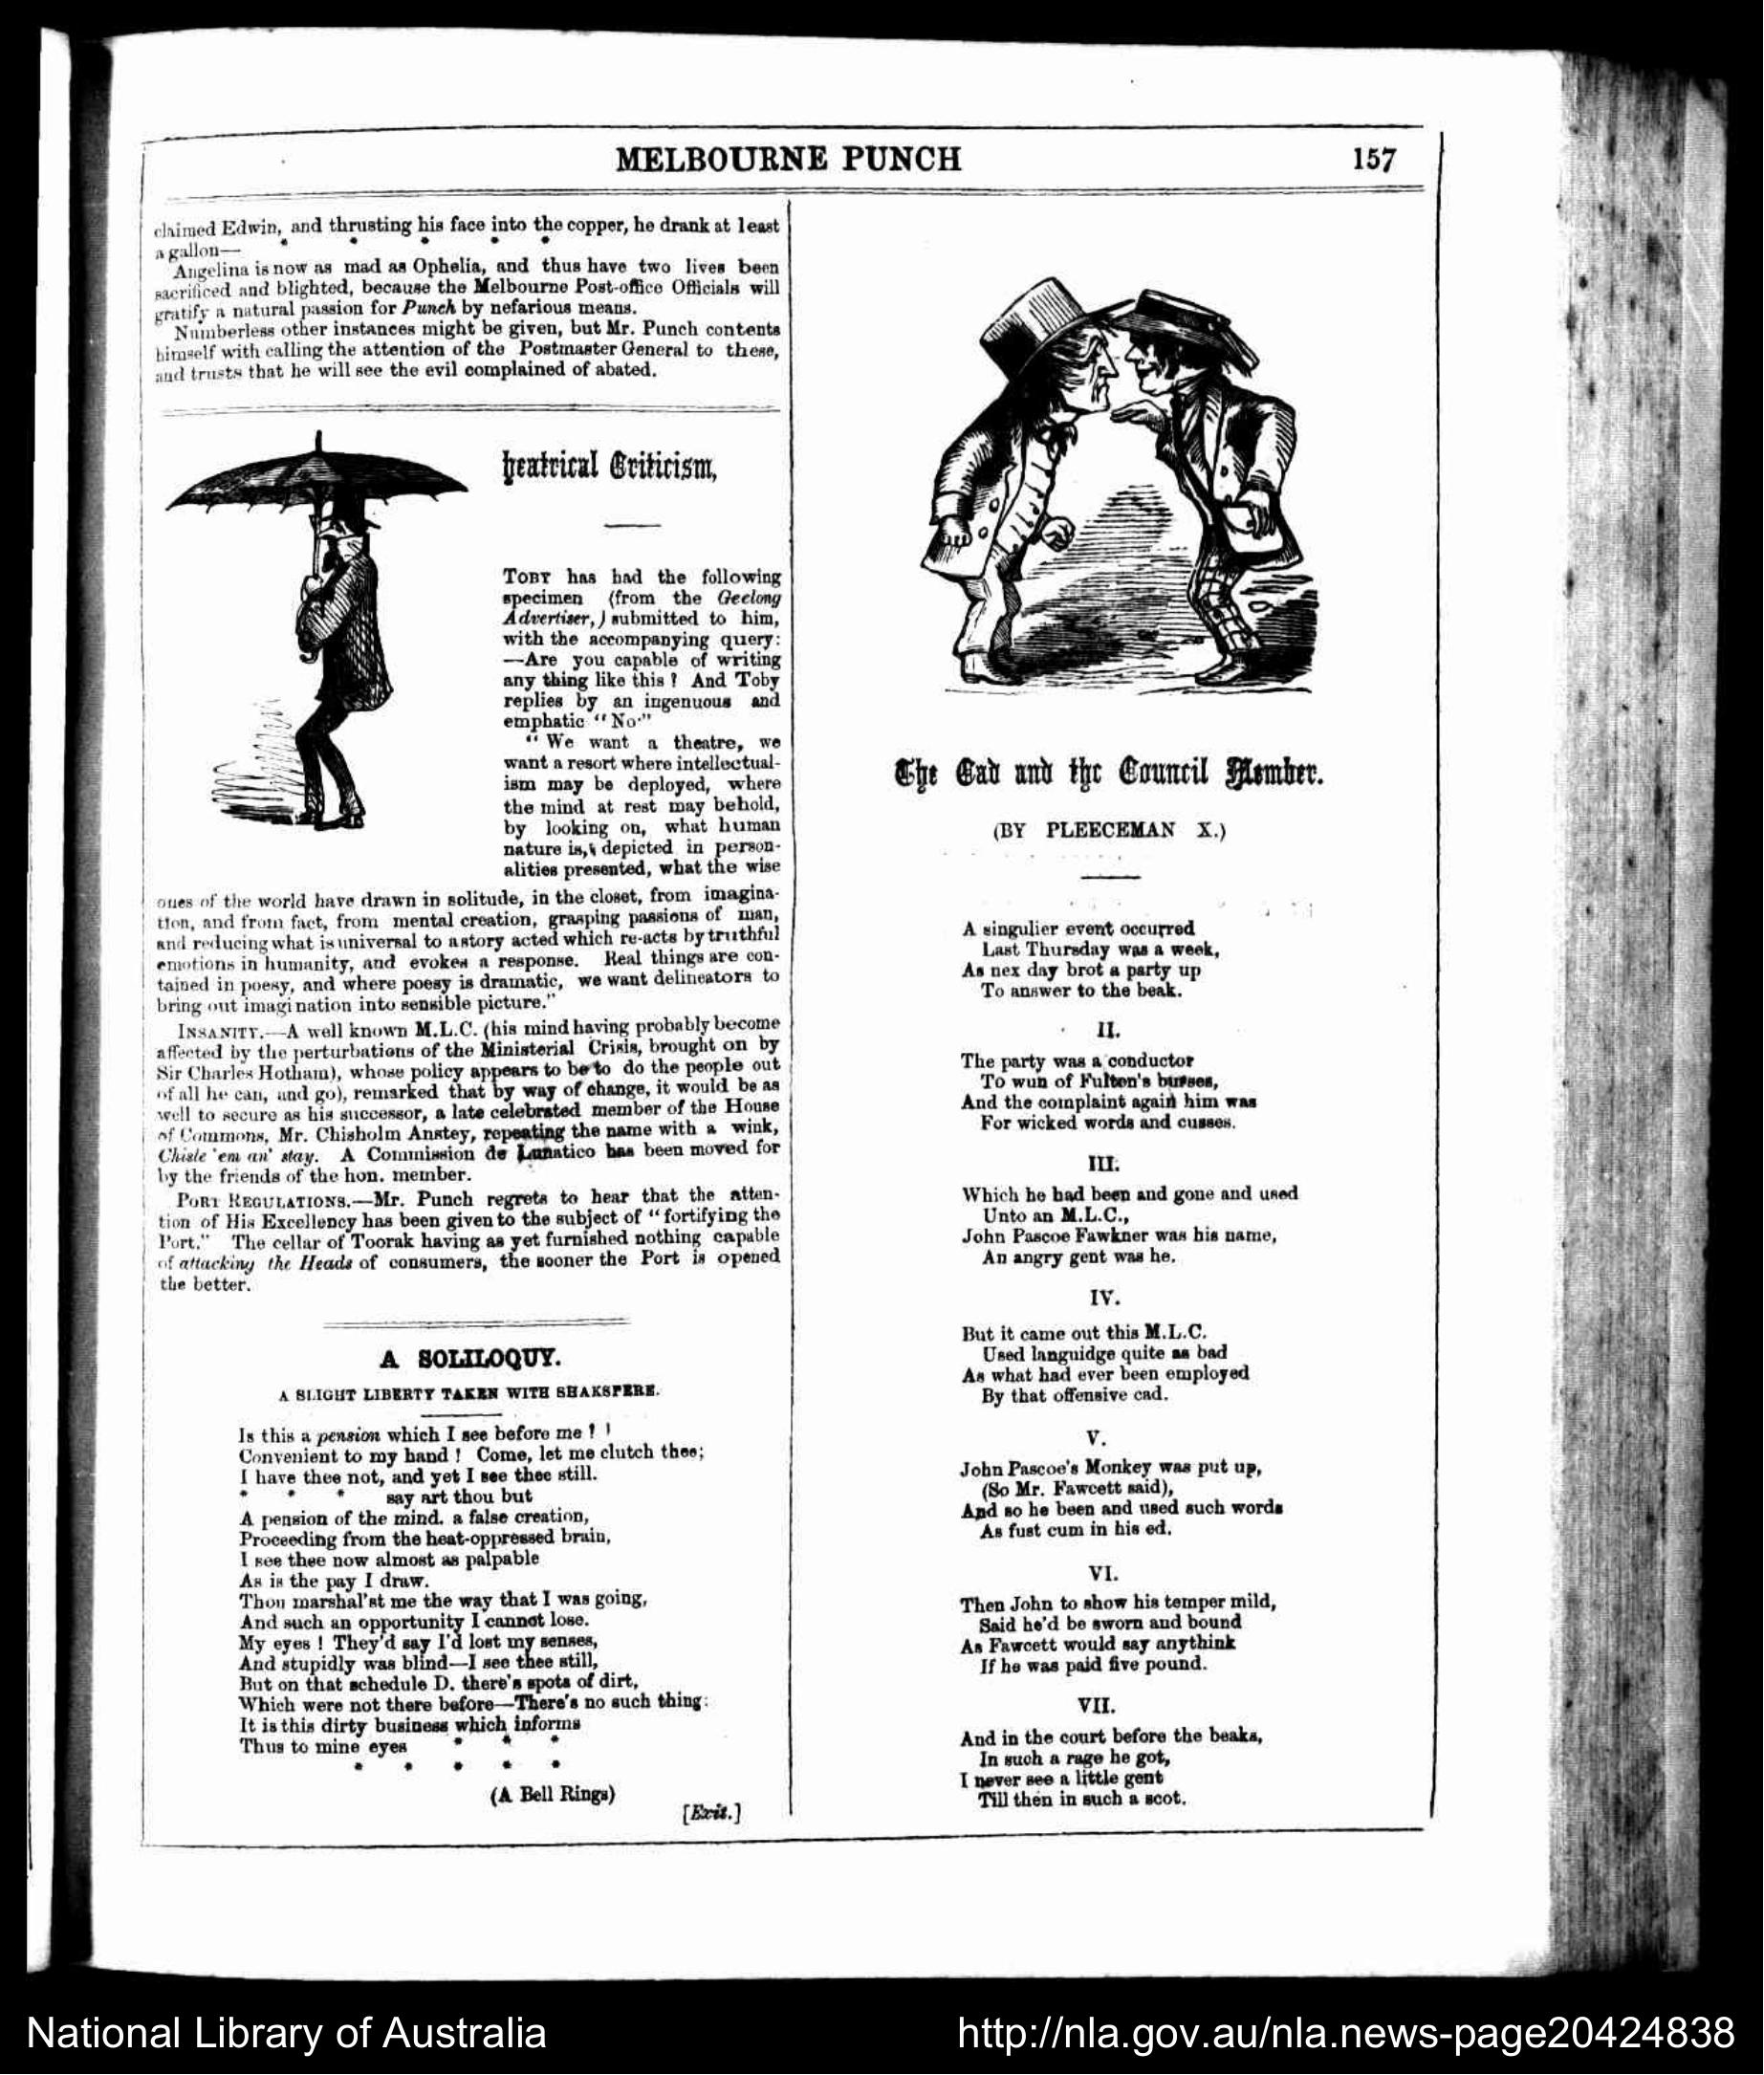 MELBOURNE PUNCH
157
claimed Edwin, and thrusting his face into the copper, he drank at least
a gallon—
* * * * *
Angelina is now as mad as Ophelia, and thus have two lives been
sacrificed and blighted, because the Melbourne Post-office Officials will
gratify a natural passion for Punch by nefarious means.
Numberless other instances might be given, but Mr. Punch contents
himself with calling the attention of the Postmaster General to these,
and trusts that he will see the evil complained of abated.
heatrical Criticism,
TOBY has had the following
specimen (from the Geelong
Advertiser,) submitted to him,
with the accompanying query:
—Are you capable of writing
any thing like this? And Toby
replies by an ingenuous and
emphatic "No."
"We want a theatre, we
want a resort where intellectual-
ism may be deployed, where
the mind at rest may behold,
by looking on, what human
nature is, depicted in person-
alities presented, what the wise
ones of the world have drawn in solitude, in the closet, from imagina-
tion, and from fact, from mental creation, grasping passions of man,
and reducing what is universal to a story acted which re-acts by truthful
emotions in humanity, and evokes a response. Real things are con-
tained in poesy, and where poesy is dramatic, we want delineators to
bring out imagination into sensible picture."
INSANITY.—A well known M.L.C. (his mind having probably become
affected by the perturbations of the Ministerial Crisis, brought on by
Sir Charles Hotham), whose policy appears to be to do the people out
of all he can, and go), remarked that by way of change, it would be as
well to secure as his successor, a late celebrated member of the House
of Commons, Mr. Chisholm Anstey, repeating the name with a wink,
Chisle 'em an' stay. A Commission de Lunatico has been moved for
by the friends of the hon. member.
PORT REGULATIONS.—Mr. Punch regrets to hear that the atten-
tion of His Excellency has been given to the subject of "fortifying the
Port." The cellar of Toorak having as yet furnished nothing capable
of attacking the Heads of consumers, the sooner the Port is opened
the better.
A SOLILOQUY.
A SLIGHT LIBERTY TAKEN WITH SHAKSPERE.
Is this a pension which I see before me!
Convenient to my hand! Come, let me clutch thee;
I have thee not, and yet I see thee still.
* * * say art thou but
A pension of the mind. a false creation,
Proceeding from the heat-oppressed brain,
I see thee now almost as palpable
As is the pay I draw.
Thou marshal'st me the way that I was going,
And such an opportunity I cannot lose.
My eyes! They'd say I'd lost my senses,
And stupidly was blind—I see thee still,
But on that schedule D. there's spots of dirt,
Which were not there before—There's no such thing:
It is this dirty business which informs
Thus to mine eyes * * *
* * * * *
(A Bell Rings)
[Exit.]
The Cad and the Council Member.
(BY PLEECEMAN X.)
A singulier event occurred
Last Thursday was a week,
As nex day brot a party up
To answer to the beak.
II.
The party was a conductor
To wun of Fulton's busses,
And the complaint again him was
For wicked words and cusses.
III.
Which he had been and gone and used
Unto an M.L.C.,
John Pascoe Fawkner was his name,
An angry gent was he.
IV.
But it came out this M.L.C.
Used languidge quite as bad
As what had ever been employed
By that offensive cad.
V.
John Pascoe's Monkey was put up,
(So Mr. Fawcett said),
And so he been and used such words
As fust cum in his ed.
VI.
Then John to show his temper mild,
Said he'd be sworn and bound
As Fawcett would say anythink
If he was paid five pound.
VII.
And in the court before the beaks,
In such a rage he got,
I never see a little gent
Till then in such a scot.
National Library of Australia
http://nla.gov.au/nla.news-page20424838